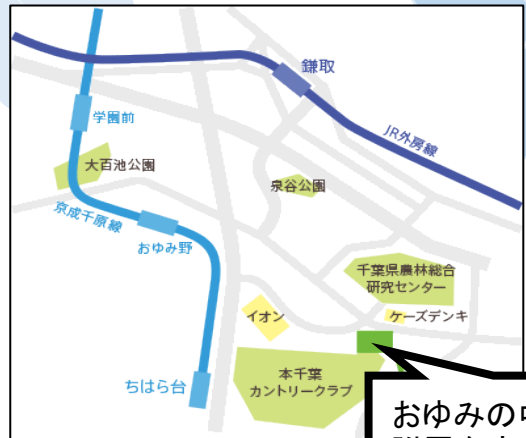 鎌取
学園前
JR外房線
大百池公園
泉谷公園
京成千原線
おゆみ野
千葉県農林総合
研究センター
イオン
ケーズデンキ
ちはら台
本千葉
カントリークラブ
おゆみの